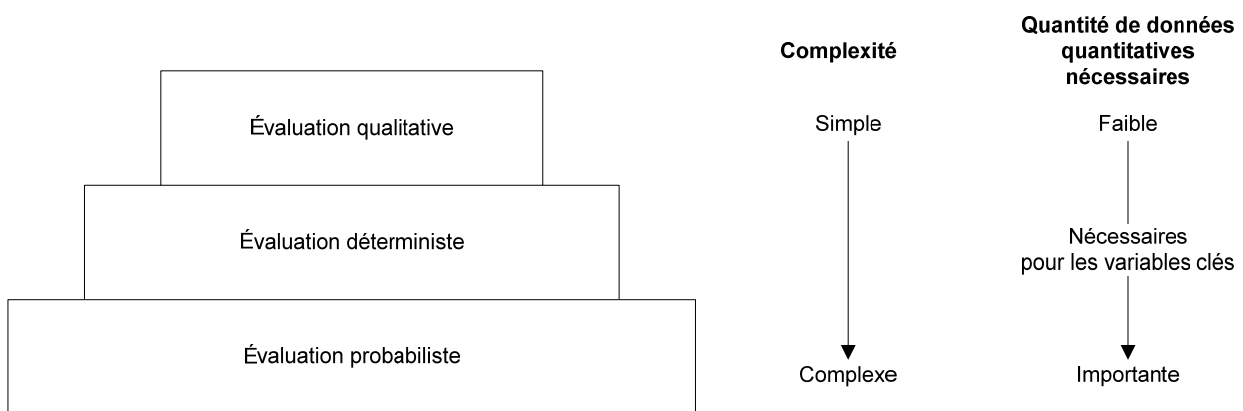 Complexité
Quantité de données
quantitatives
nécessaires
Évaluation qualitative
Simple
Faible
Évaluation déterministe
Nécessaires
pour les variables clés
Évaluation probabiliste
Complexe
Importante